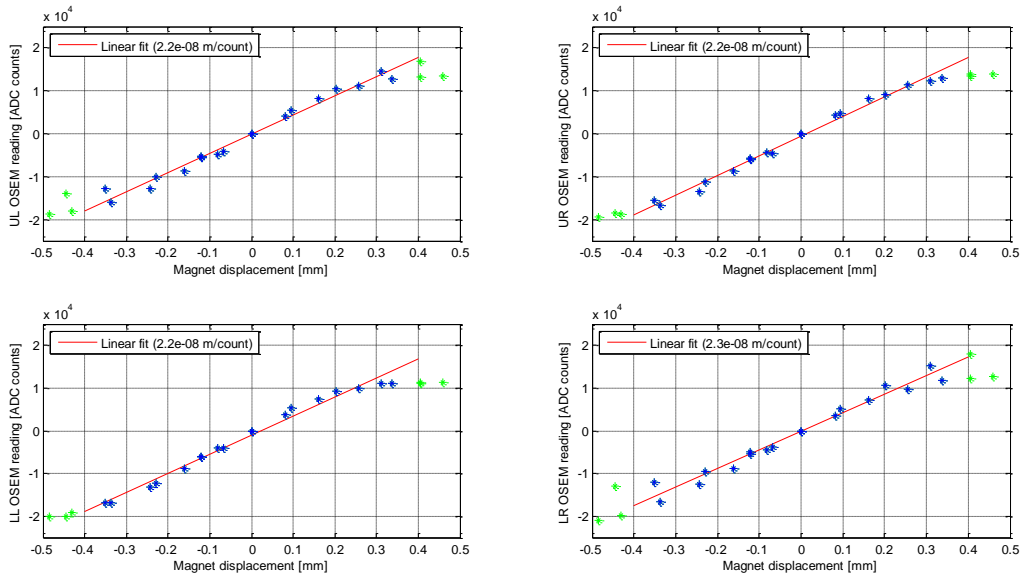 x 10^4
Linear fit (2.2e-08 m/count)
UL OSEM reading [ADC counts]
2
1
0
-1
-2
-0.5 -0.4 -0.3 -0.2 -0.1 0 0.1 0.2 0.3 0.4 0.5
Magnet displacement [mm]
x 10^4
Linear fit (2.2e-08 m/count)
UR OSEM reading [ADC counts]
2
1
0
-1
-2
-0.5 -0.4 -0.3 -0.2 -0.1 0 0.1 0.2 0.3 0.4 0.5
Magnet displacement [mm]
x 10^4
Linear fit (2.2e-08 m/count)
LL OSEM reading [ADC counts]
2
1
0
-1
-2
-0.5 -0.4 -0.3 -0.2 -0.1 0 0.1 0.2 0.3 0.4 0.5
Magnet displacement [mm]
x 10^4
Linear fit (2.3e-08 m/count)
LR OSEM reading [ADC counts]
2
1
0
-1
-2
-0.5 -0.4 -0.3 -0.2 -0.1 0 0.1 0.2 0.3 0.4 0.5
Magnet displacement [mm]